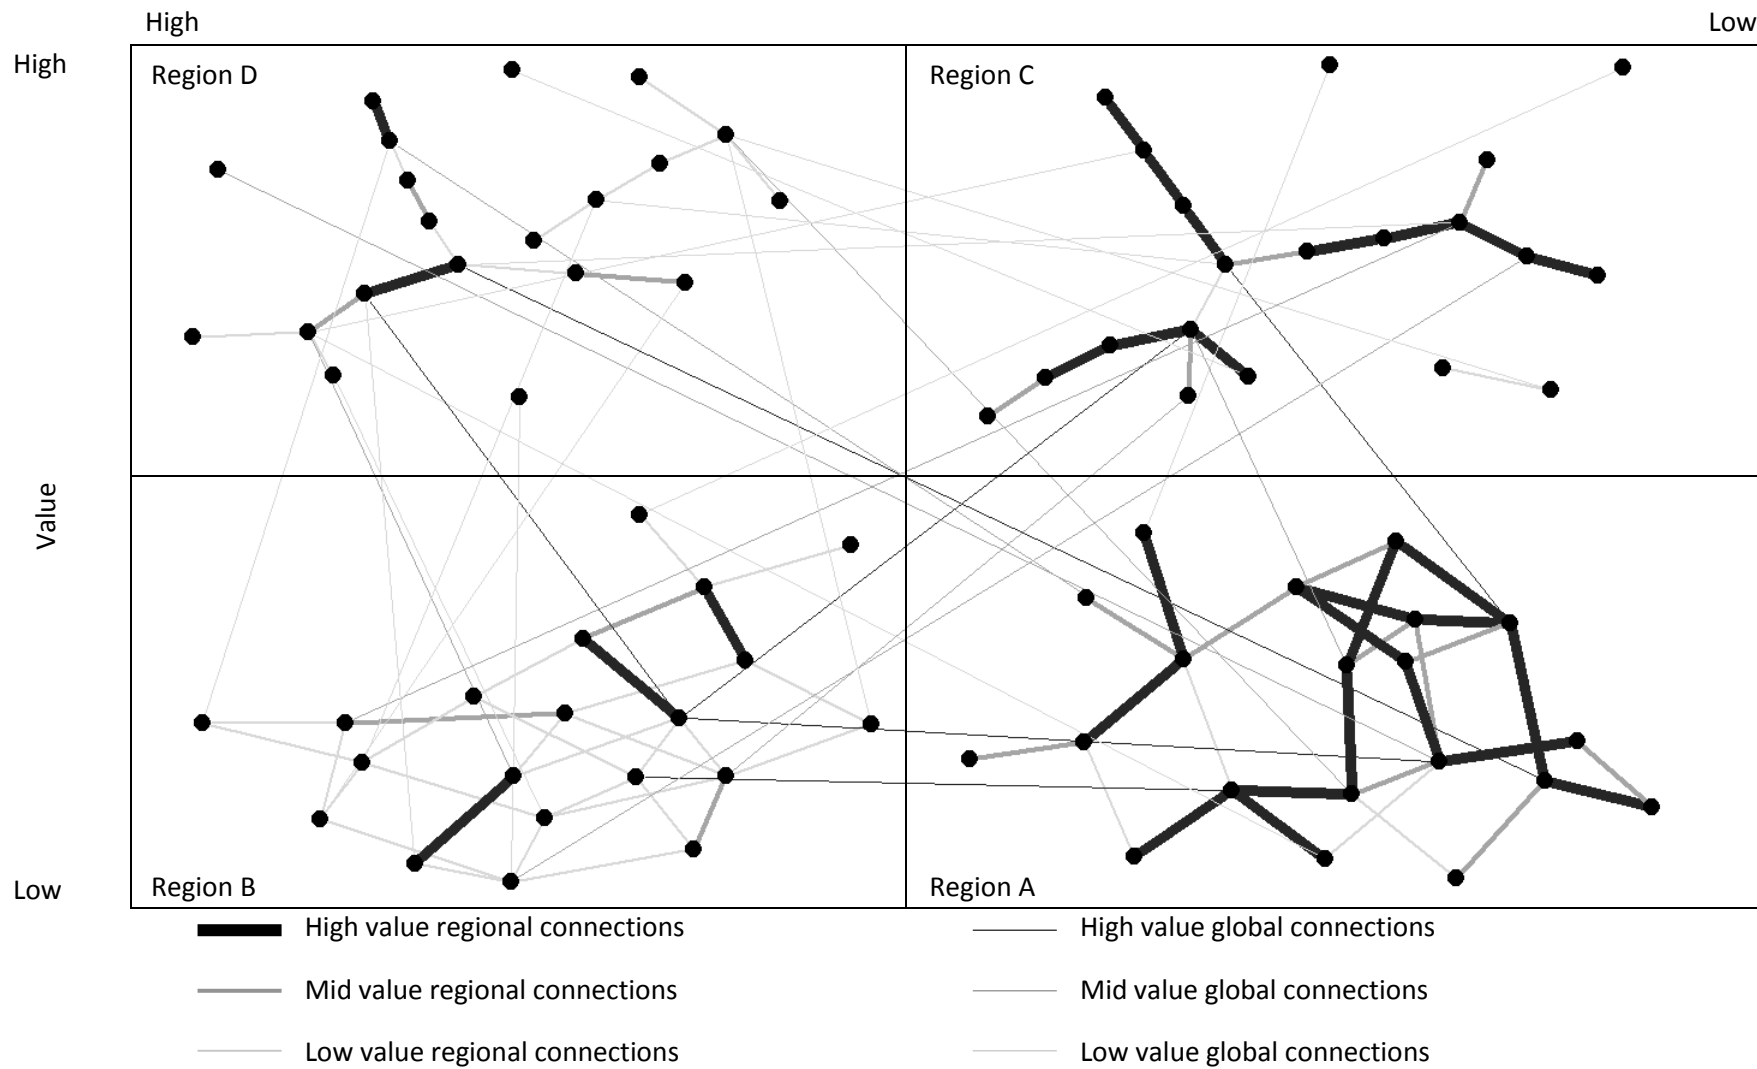 High
Low
High
Region D
Region C
Value
Low
Region B
Region A
High value regional connections
High value global connections
Mid value regional connections
Mid value global connections
Low value regional connections
Low value global connections